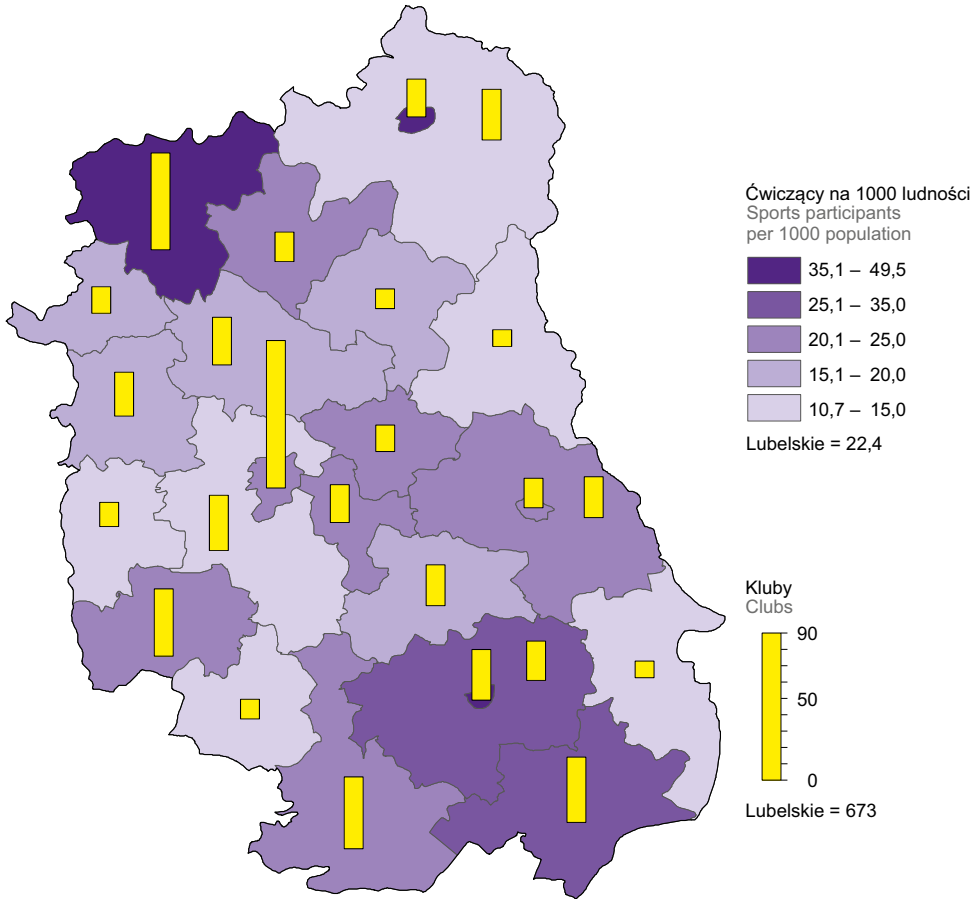 Ćwiczący na 1000 ludności
Sports participants
per 1000 population
35,1 – 49,5
25,1 – 35,0
20,1 – 25,0
15,1 – 20,0
10,7 – 15,0
Lubelskie = 22,4
Kluby
Clubs
90
50
0
Lubelskie = 673